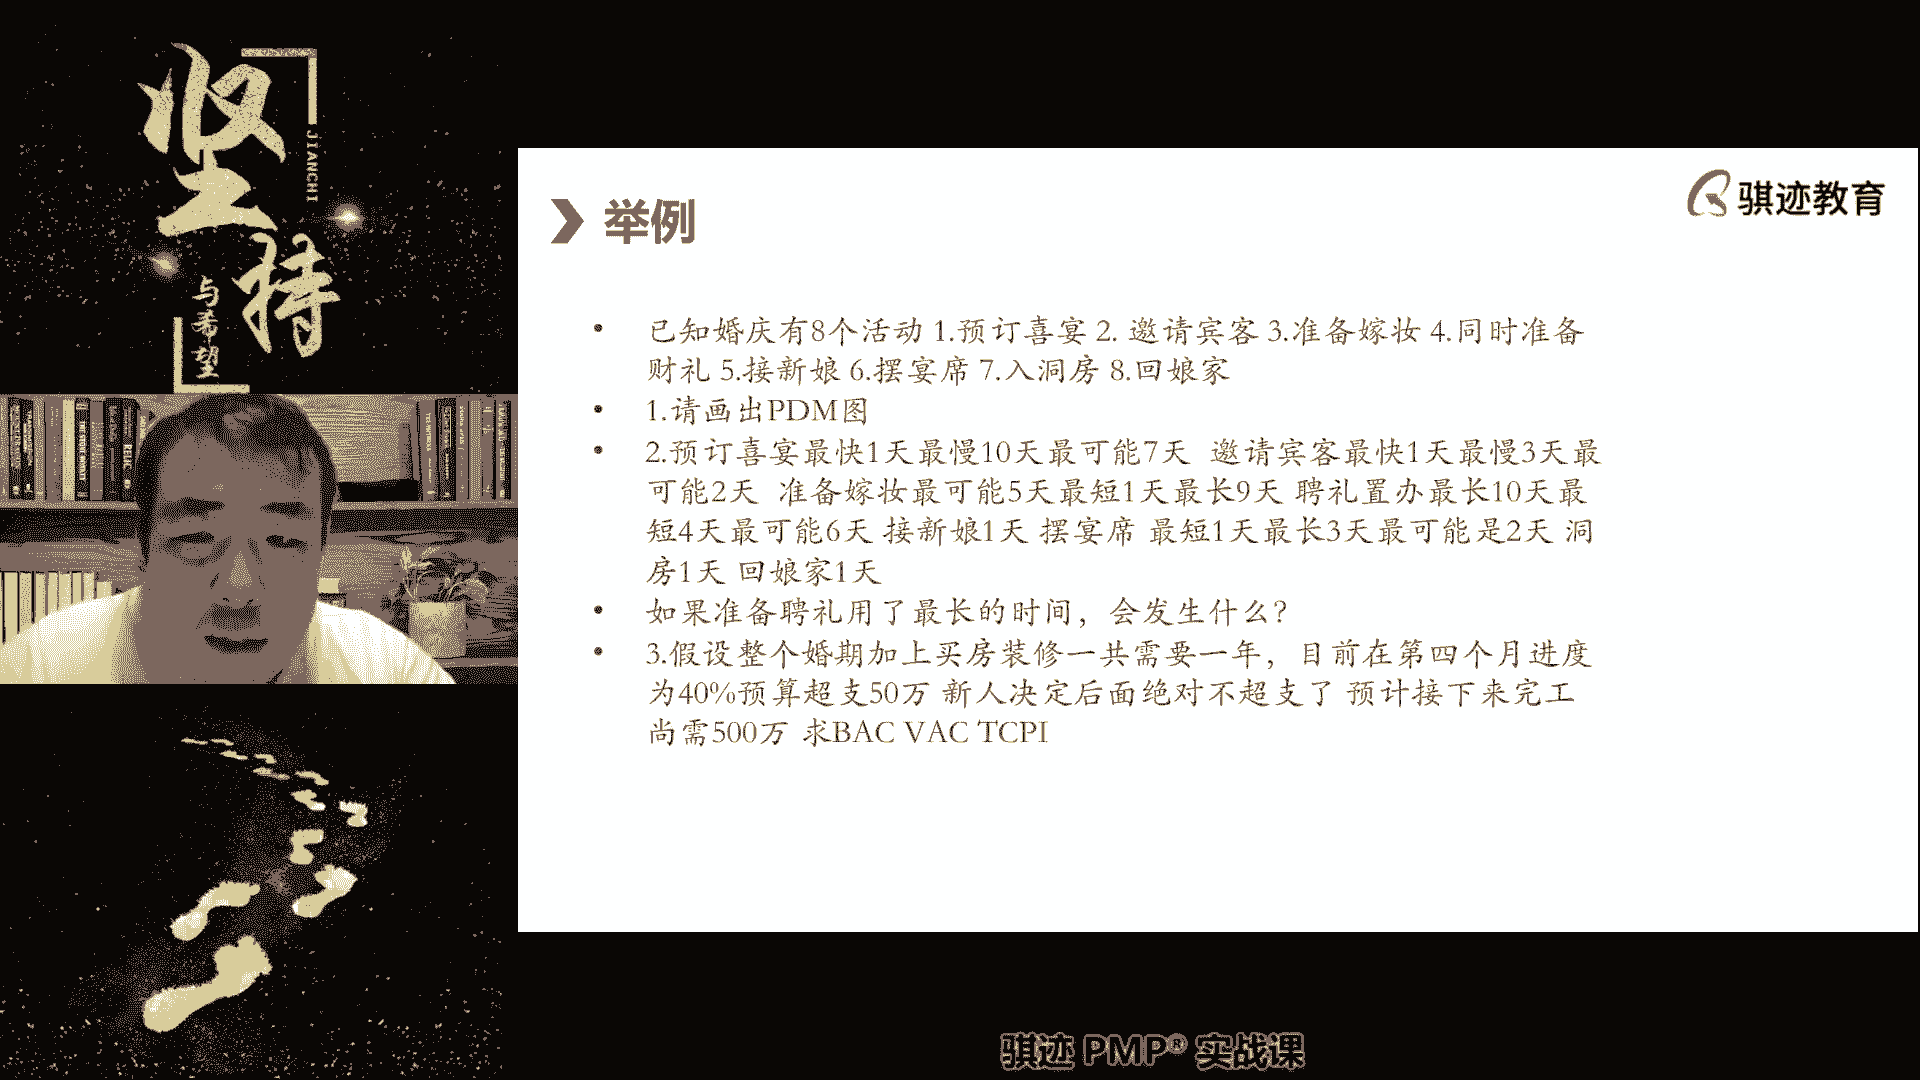 坚持
JIANCHI
与希望
骐迹教育
举例
已知婚庆有8个活动 1.预订喜宴 2. 邀请宾客 3.准备嫁妆 4.同时准备
财礼 5.接新娘 6.摆宴席 7.入洞房 8.回娘家
1.请画出PDM图
2.预订喜宴最快1天最慢10天最可能7天 邀请宾客最快1天最慢3天最
可能2天 准备嫁妆最可能5天最短1天最长9天 聘礼置办最长10天最
短4天最可能6天 接新娘1天 摆宴席 最短1天最长3天最可能是2天 洞
房1天 回娘家1天
如果准备聘礼用了最长的时间，会发生什么？
3.假设整个婚期加上买房装修一共需要一年，目前在第四个月进度
为40%预算超支50万 新人决定后面绝对不超支了 预计接下来完工
尚需500万 求BAC VAC TCPI
骐迹 PMP® 实战课